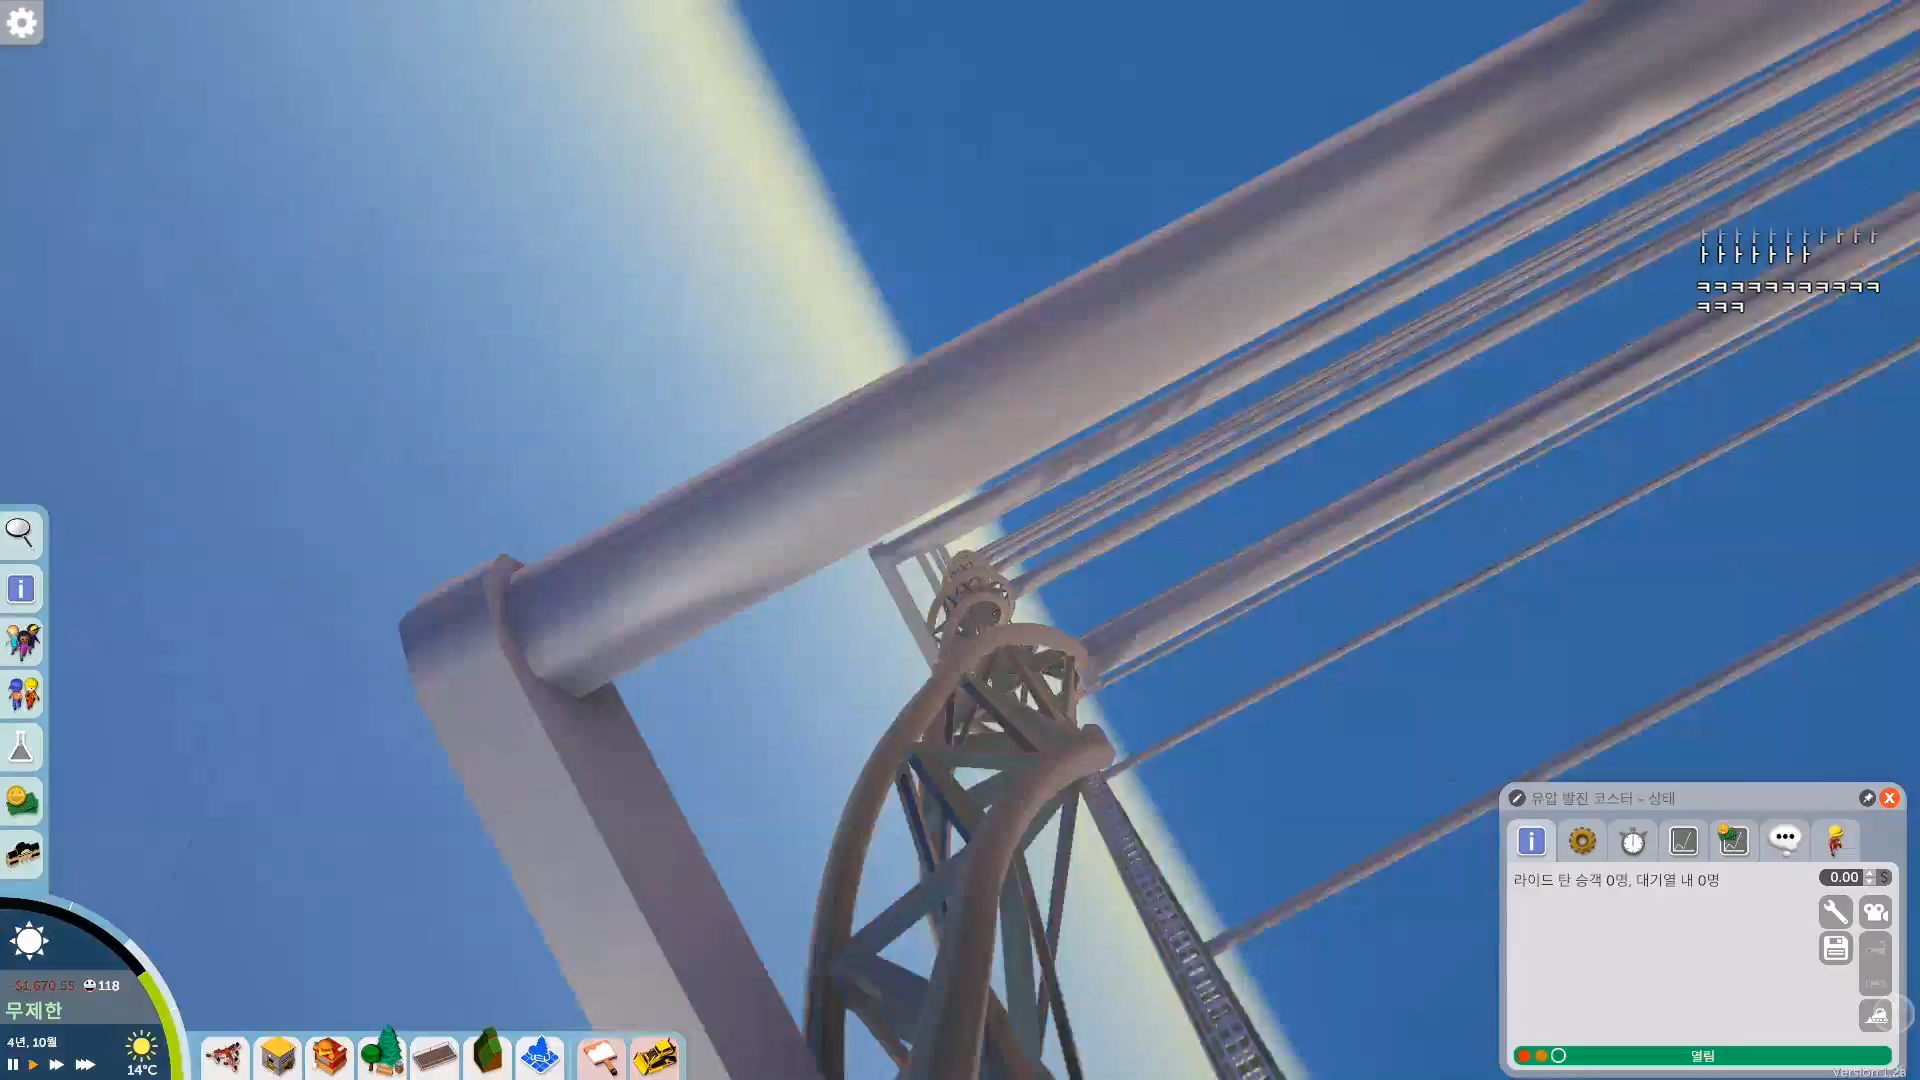 ㅏㅏㅏㅏㅏㅏㅏㅏㅏㅏㅏ
ㅏㅏㅏㅏㅏㅏㅏ
ㅋㅋㅋㅋㅋㅋㅋㅋㅋㅋㅋ
ㅋㅋㅋ
유압 발진 코스터 - 상태
라이드 탄 승객 0명, 대기열 내 0명
0.00 $
-$1,670.55 118
무제한
4년, 10월
14°C
열림
Version 1.2a